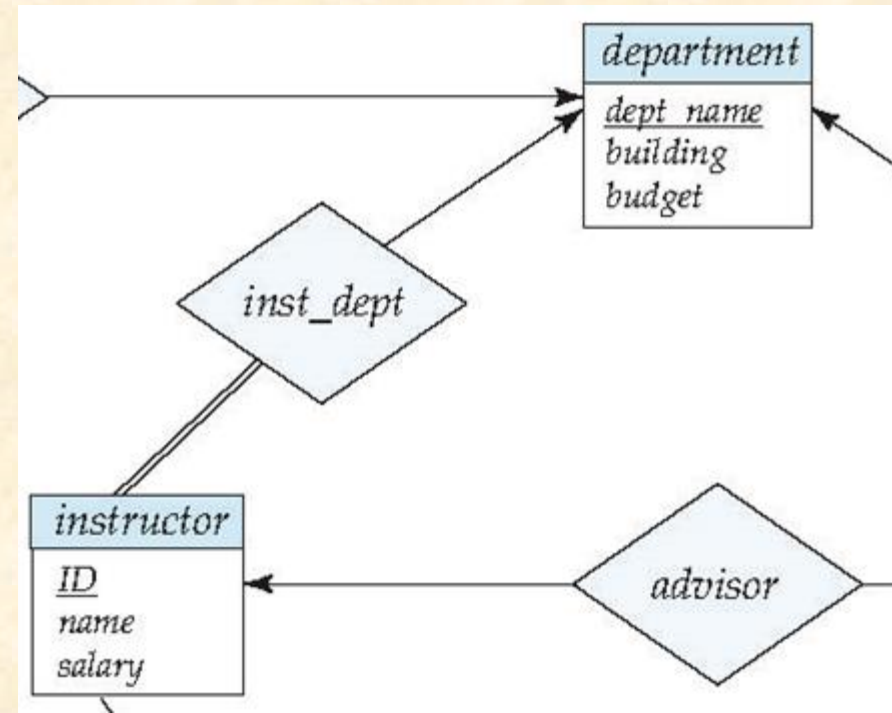 department
dept_name
building
budget
inst_dept
instructor
ID
name
salary
advisor